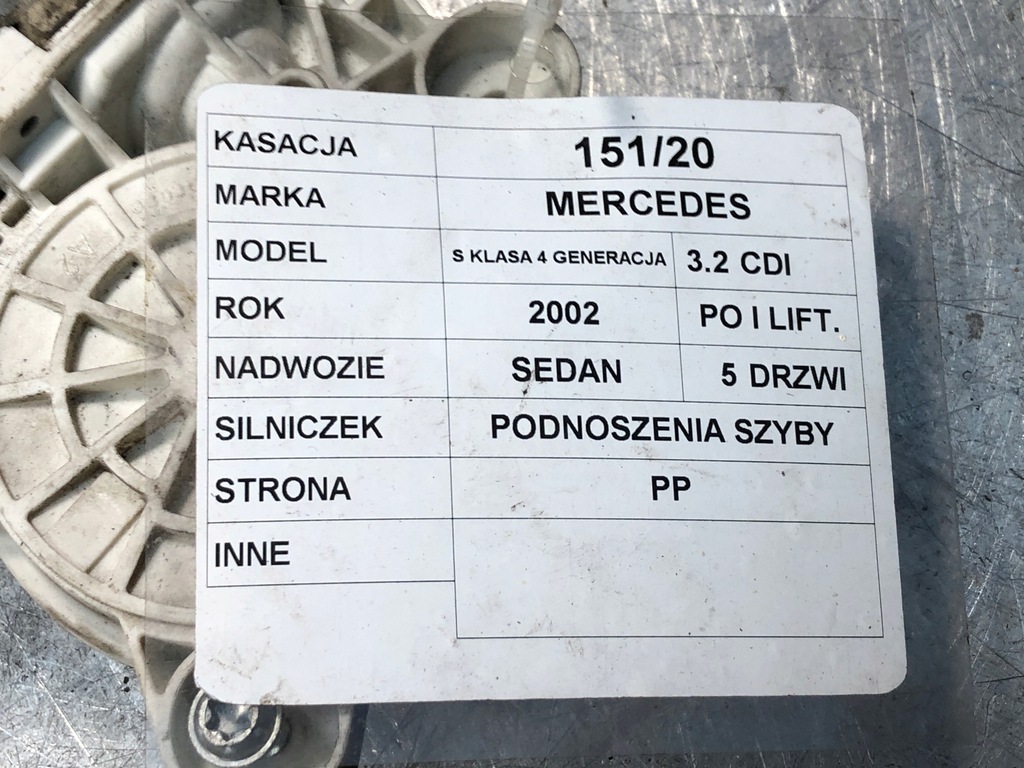 KASACJA 151/20
MARKA MERCEDES
MODEL S KLASA 4 GENERACJA 3.2 CDI
ROK 2002 PO I LIFT.
NADWOZIE SEDAN 5 DRZWI
SILNICZEK PODNOSZENIA SZYBY
STRONA PP
INNE